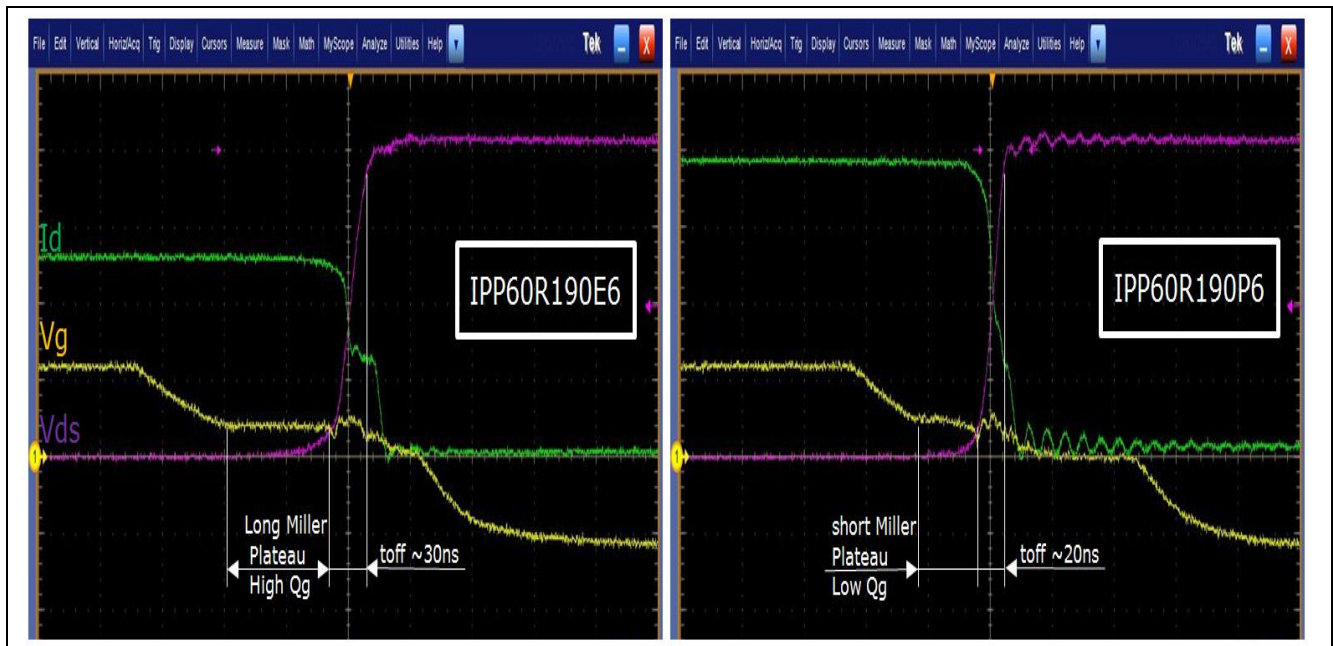 File Edit Vertical Horiz/Acq Trig Display Cursors Measure Mask Math MyScope Analyze Utilities Help
Tek
X
Id
Vg
Vds
1
IPP60R190E6
Long Miller
Plateau
High Qg
toff ~30ns
File Edit Vertical Horiz/Acq Trig Display Cursors Measure Mask Math MyScope Analyze Utilities Help
Tek
X
1
IPP60R190P6
short Miller
Plateau
Low Qg
toff ~20ns